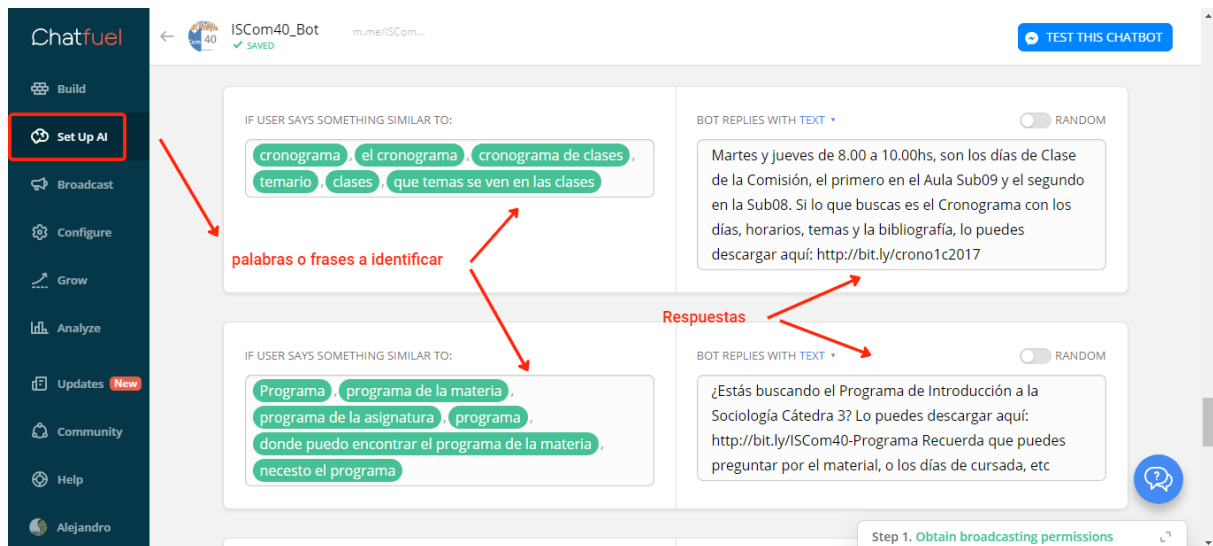 Chatfuel
ISCom40_Bot
m.me/ISCom...
SAVED
TEST THIS CHATBOT
Build
Set Up AI
Broadcast
Configure
Grow
Analyze
Updates New
Community
Help
Alejandro
IF USER SAYS SOMETHING SIMILAR TO:
cronograma , el cronograma , cronograma de clases ,
temario , clases , que temas se ven en las clases
BOT REPLIES WITH TEXT
RANDOM
Martes y jueves de 8.00 a 10.00hs, son los días de Clase
de la Comisión, el primero en el Aula Sub09 y el segundo
en la Sub08. Si lo que buscas es el Cronograma con los
días, horarios, temas y la bibliografía, lo puedes
descargar aquí: http://bit.ly/crono1c2017
palabras o frases a identificar
Respuestas
IF USER SAYS SOMETHING SIMILAR TO:
Programa , programa de la materia ,
programa de la asignatura , programa ,
donde puedo encontrar el programa de la materia ,
necesto el programa
BOT REPLIES WITH TEXT
RANDOM
¿Estás buscando el Programa de Introducción a la
Sociología Cátedra 3? Lo puedes descargar aquí:
http://bit.ly/ISCom40-Programa Recuerda que puedes
preguntar por el material, o los días de cursada, etc
Step 1. Obtain broadcasting permissions